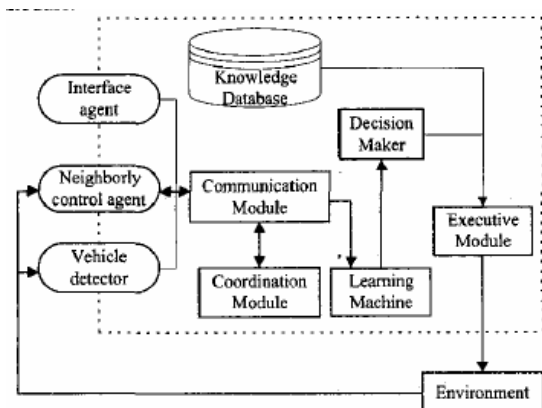 Knowledge
Database
Interface
agent
Decision
Maker
Neighborly
control agent
Communication
Module
Executive
Module
Vehicle
detector
Coordination
Module
Learning
Machine
Environment